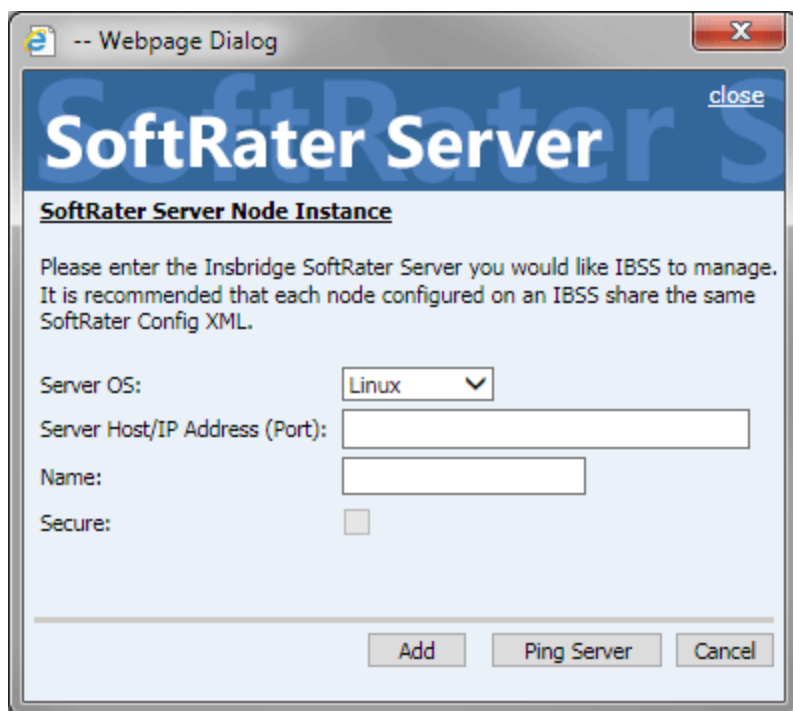 -- Webpage Dialog
close
SoftRater Server
SoftRater Server Node Instance
Please enter the Insbridge SoftRater Server you would like IBSS to manage.
It is recommended that each node configured on an IBSS share the same
SoftRater Config XML.
Server OS: Linux
Server Host/IP Address (Port):
Name:
Secure:
Add Ping Server Cancel